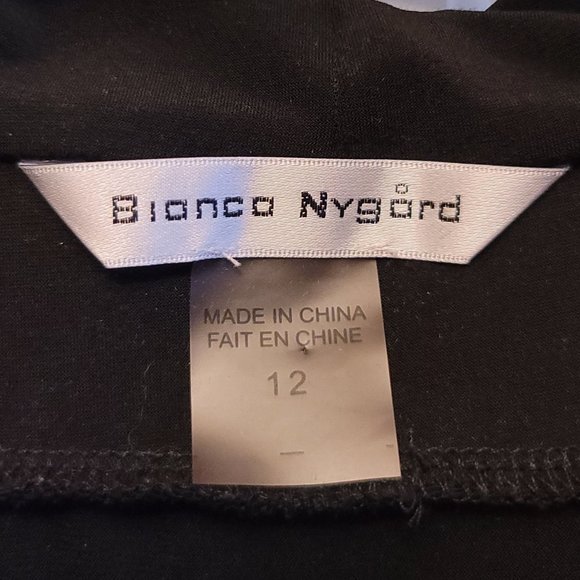 Bianca Nygård
MADE IN CHINA
FAIT EN CHINE
12